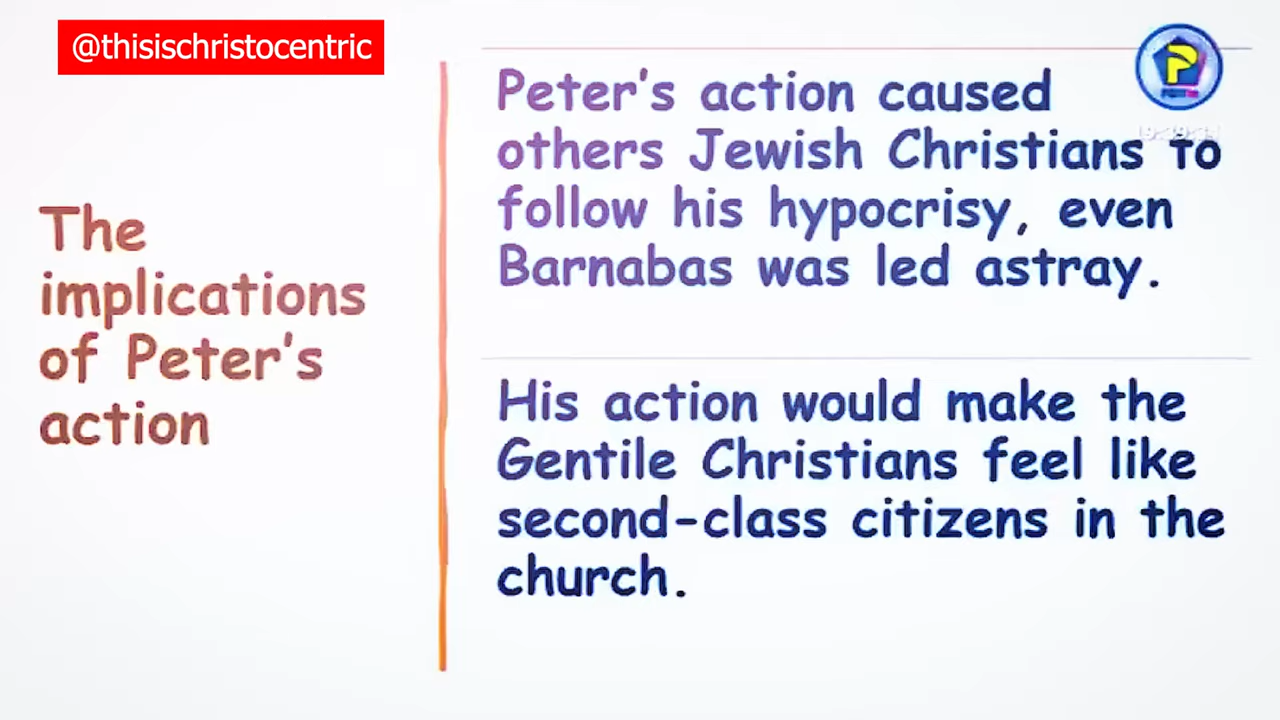 @thisischristocentric
The
implications
of Peter's
action
Peter's action caused
others Jewish Christians to
follow his hypocrisy, even
Barnabas was led astray.
His action would make the
Gentile Christians feel like
second-class citizens in the
church.
P